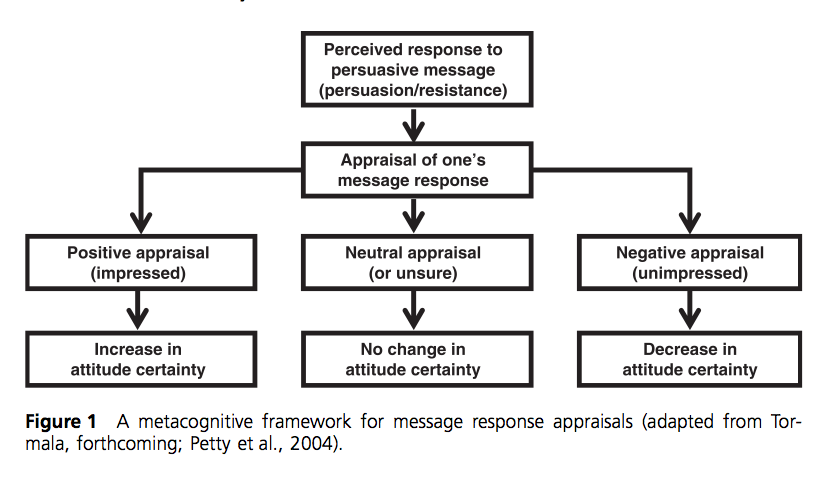 Perceived response to
persuasive message
(persuasion/resistance)
Appraisal of one's
message response
Positive appraisal
(impressed)
Neutral appraisal
(or unsure)
Negative appraisal
(unimpressed)
Increase in
attitude certainty
No change in
attitude certainty
Decrease in
attitude certainty
Figure 1 A metacognitive framework for message response appraisals (adapted from Tor-
mala, forthcoming; Petty et al., 2004).